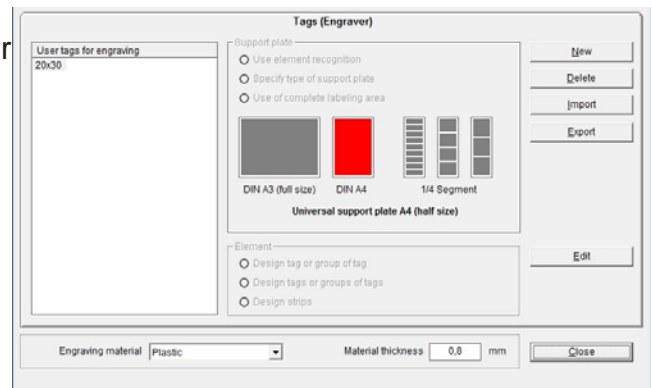 r
Tags (Engraver)
User tags for engraving
20x30
Support plate
Use element recognition
Specify type of support plate
Use of complete labeling area
DIN A3 (full size) DIN A4 1/4 Segment
Universal support plate A4 (half size)
Element
Design tag or group of tag
Design tags or groups of tags
Design strips
New
Delete
Import
Export
Edit
Engraving material Plastic Material thickness 0,8 mm Close